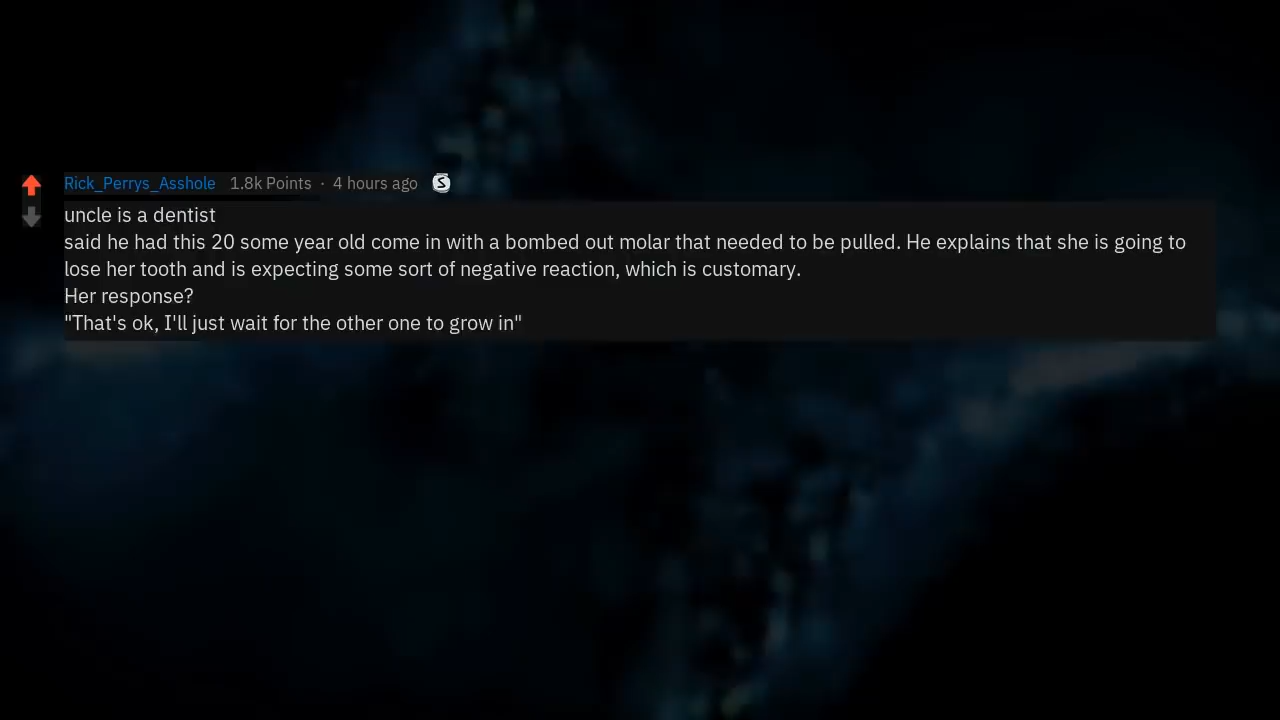 Rick_Perrys_Asshole 1.8k Points · 4 hours ago S
uncle is a dentist
said he had this 20 some year old come in with a bombed out molar that needed to be pulled. He explains that she is going to
lose her tooth and is expecting some sort of negative reaction, which is customary.
Her response?
"That's ok, I'll just wait for the other one to grow in"